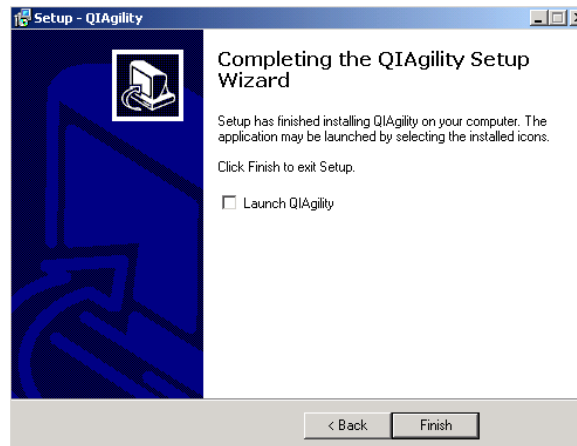 Setup - QIAgility
Completing the QIAgility Setup
Wizard
Setup has finished installing QIAgility on your computer. The
application may be launched by selecting the installed icons.
Click Finish to exit Setup.
Launch QIAgility
< Back
Finish